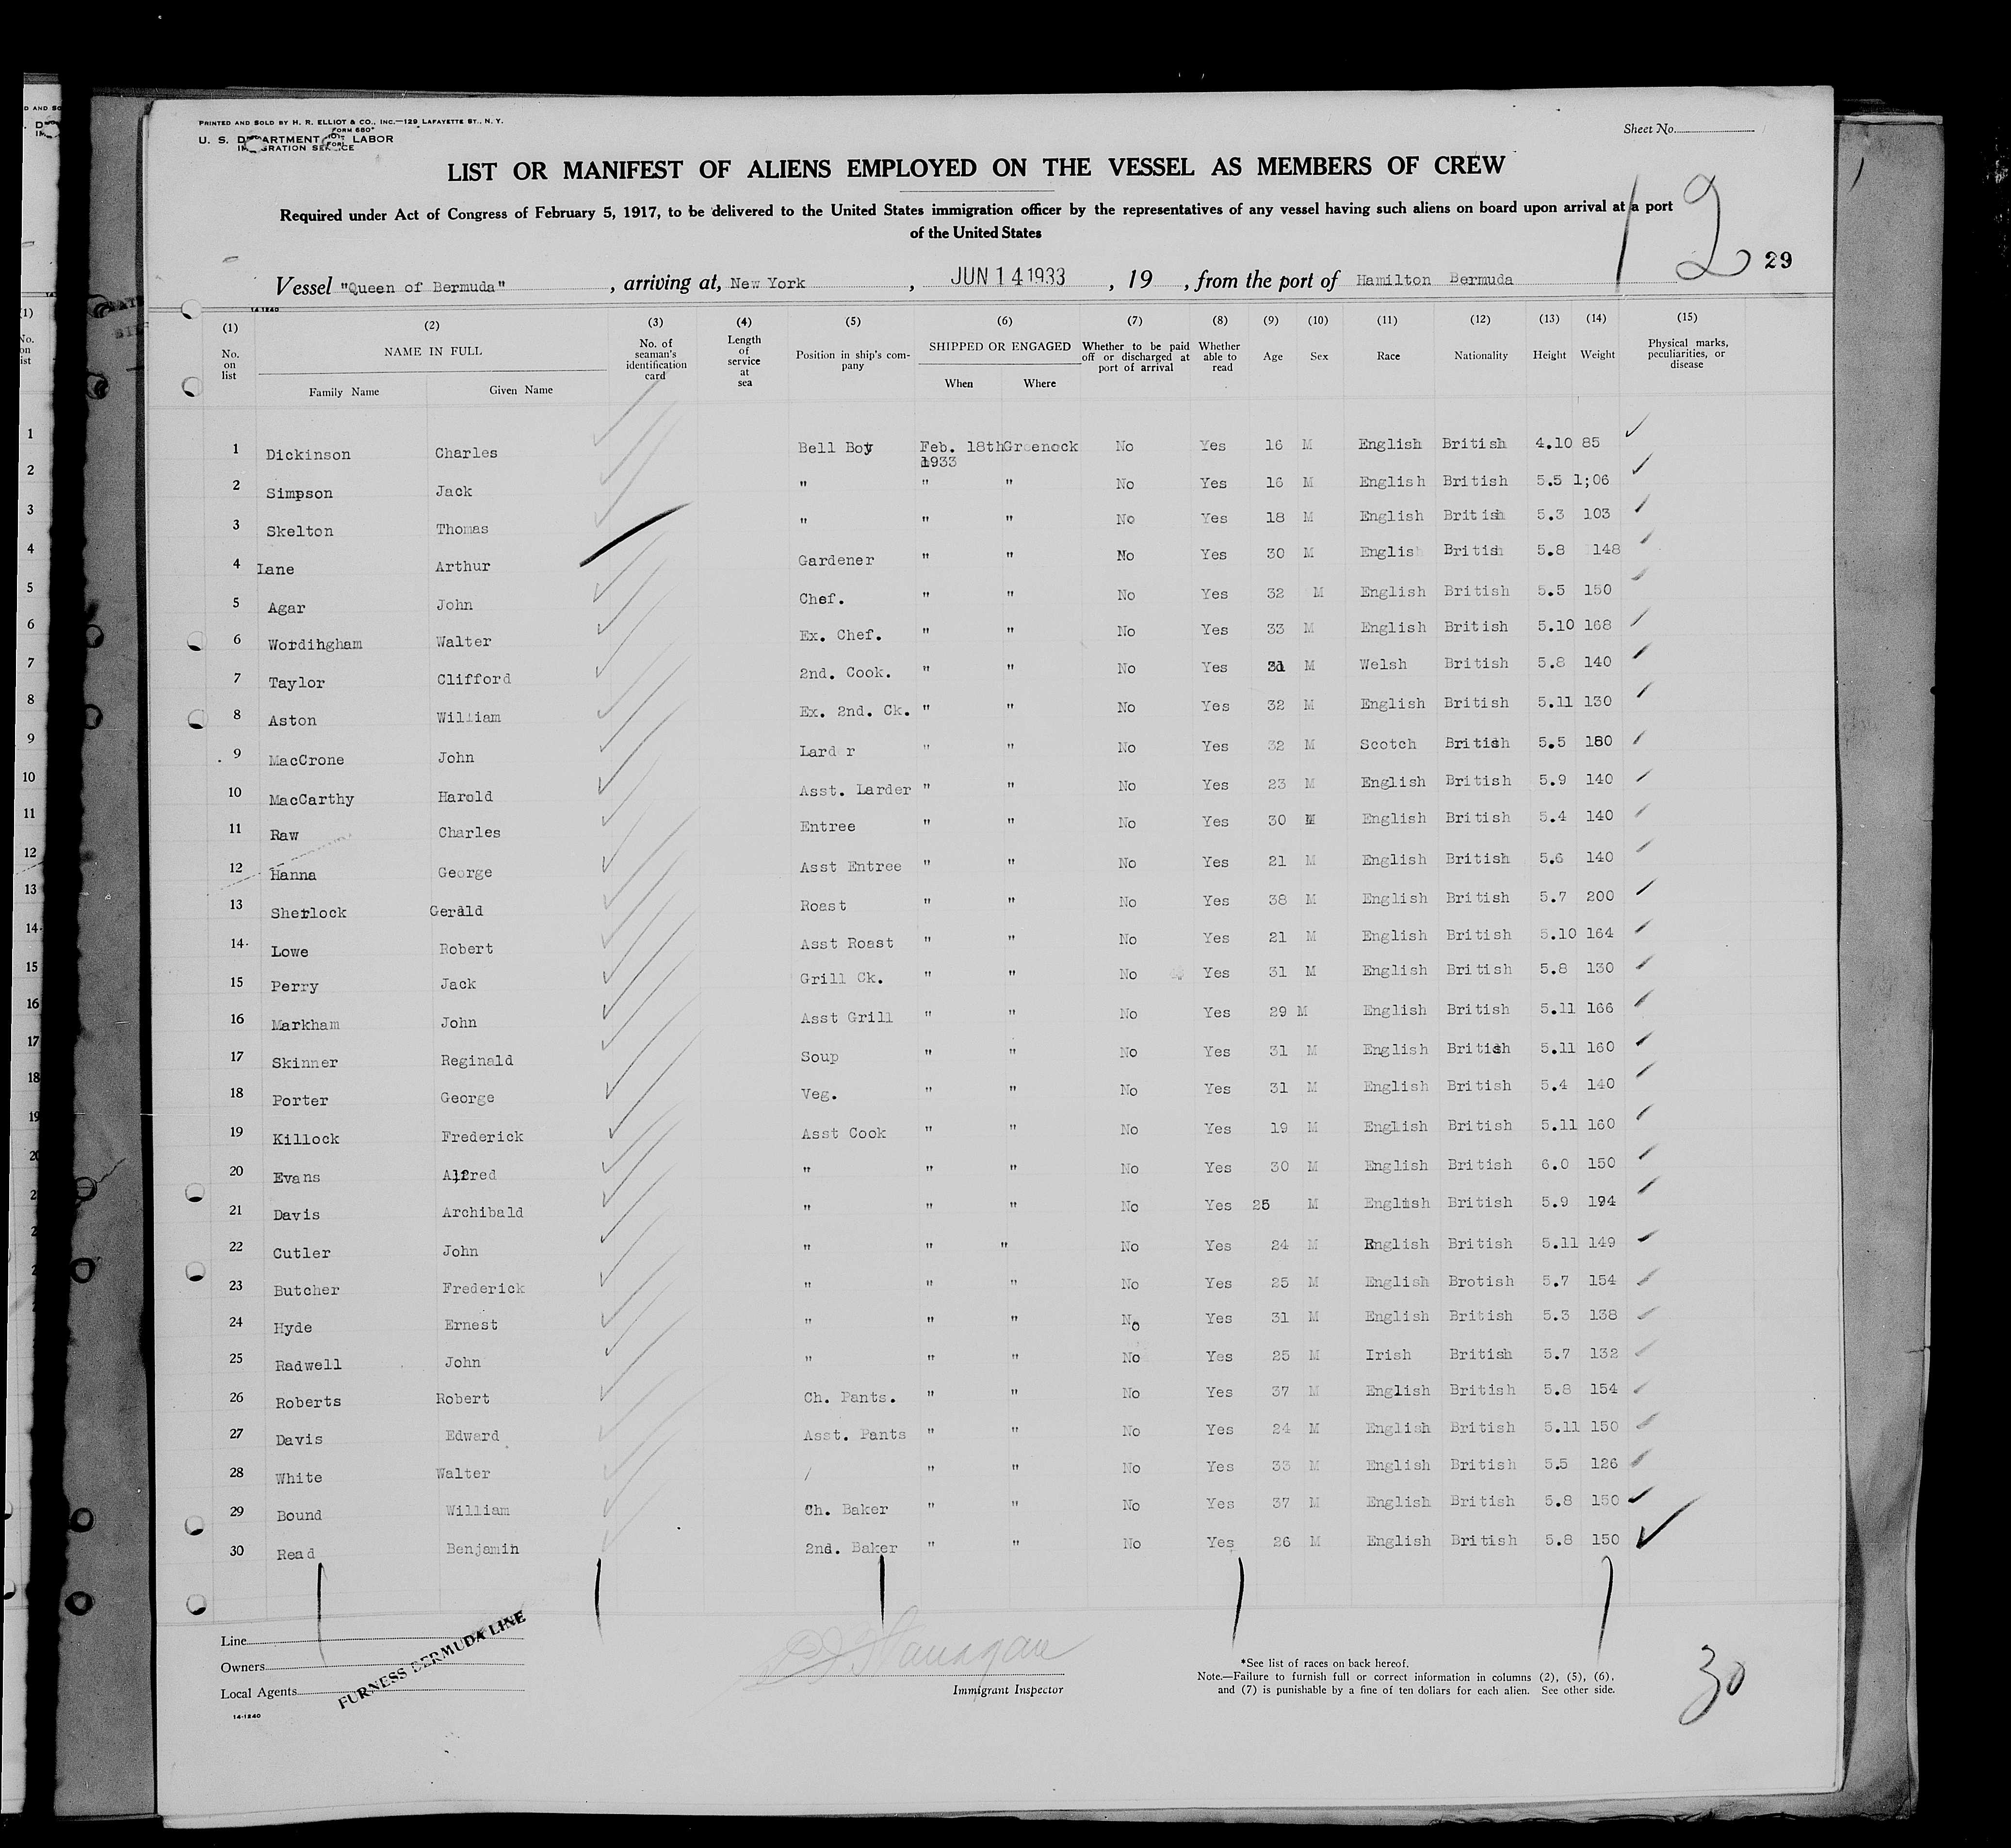 PRINTED AND SOLD BY H. R. ELLIOT & CO., INC.—129 LAFAYETTE ST., N. Y.
FORM 680
U. S. DEPARTMENT OF LABOR
IMMIGRATION SERVICE
Sheet No.
LIST OR MANIFEST OF ALIENS EMPLOYED ON THE VESSEL AS MEMBERS OF CREW
Required under Act of Congress of February 5, 1917, to be delivered to the United States immigration officer by the representatives of any vessel having such aliens on board upon arrival at a port
of the United States
2
29
Vessel "Queen of Bermuda" , arriving at, New York , JUN 14 1933 , 19 , from the port of Hamilton Bermuda
14-1240
(1) No. on list (2) NAME IN FULL Family Name Given Name (3) No. of seaman's identification card (4) Length of service at sea (5) Position in ship's company (6) SHIPPED OR ENGAGED When Where (7) Whether to be paid off or discharged at port of arrival (8) Whether able to read (9) Age (10) Sex (11) Race (12) Nationality (13) Height (14) Weight (15) Physical marks, peculiarities, or disease
1 Dickinson Charles Bell Boy Feb. 18th Greenock No Yes 16 M English British 4.10 85
1933
2 Simpson Jack " " " No Yes 16 M English British 5.5 1;06
3 Skelton Thomas " " " No Yes 18 M English British 5.3 103
4 Lane Arthur Gardener " " No Yes 30 M English British 5.8 148
5 Agar John Chef. " " No Yes 32 M English British 5.5 150
6 Wordihgham Walter Ex. Chef. " " No Yes 33 M English British 5.10 168
7 Taylor Clifford 2nd. Cook. " " No Yes 31 M Welsh British 5.8 140
8 Aston William Ex. 2nd. Ck. " " No Yes 32 M English British 5.11 130
9 MacCrone John Lard r " " No Yes 32 M Scotch British 5.5 180
10 MacCarthy Harold Asst. Larder " " No Yes 23 M English British 5.9 140
11 Raw Charles Entree " " No Yes 30 M English British 5.4 140
12 Hanna George Asst Entree " " No Yes 21 M English British 5.6 140
13 Sherlock Gerald Roast " " No Yes 38 M English British 5.7 200
14 Lowe Robert Asst Roast " " No Yes 21 M English British 5.10 164
15 Perry Jack Grill Ck. " " No Yes 31 M English British 5.8 130
16 Markham John Asst Grill " " No Yes 29 M English British 5.11 166
17 Skinner Reginald Soup " " No Yes 31 M English British 5.11 160
18 Porter George Veg. " " No Yes 31 M English British 5.4 140
19 Killock Frederick Asst Cook " " No Yes 19 M English British 5.11 160
20 Evans Alfred " " " No Yes 30 M English British 6.0 150
21 Davis Archibald " " " No Yes 25 M English British 5.9 194
22 Cutler John " " " No Yes 24 M English British 5.11 149
23 Butcher Frederick " " " No Yes 25 M English Brotish 5.7 154
24 Hyde Ernest " " " No Yes 31 M English British 5.3 138
25 Radwell John " " " No Yes 25 M Irish British 5.7 132
26 Roberts Robert Ch. Pants. " " No Yes 37 M English British 5.8 154
27 Davis Edward Asst. Pants " " No Yes 24 M English British 5.11 150
28 White Walter / " " No Yes 33 M English British 5.5 126
29 Bound William Ch. Baker " " No Yes 37 M English British 5.8 150
30 Read Benjamin 2nd. Baker " " No Yes 26 M English British 5.8 150
Line
Owners
Local Agents
FURNESS BERMUDA LINE
14-1240
Immigrant Inspector
*See list of races on back hereof.
Note.—Failure to furnish full or correct information in columns (2), (5), (6),
and (7) is punishable by a fine of ten dollars for each alien. See other side.
30